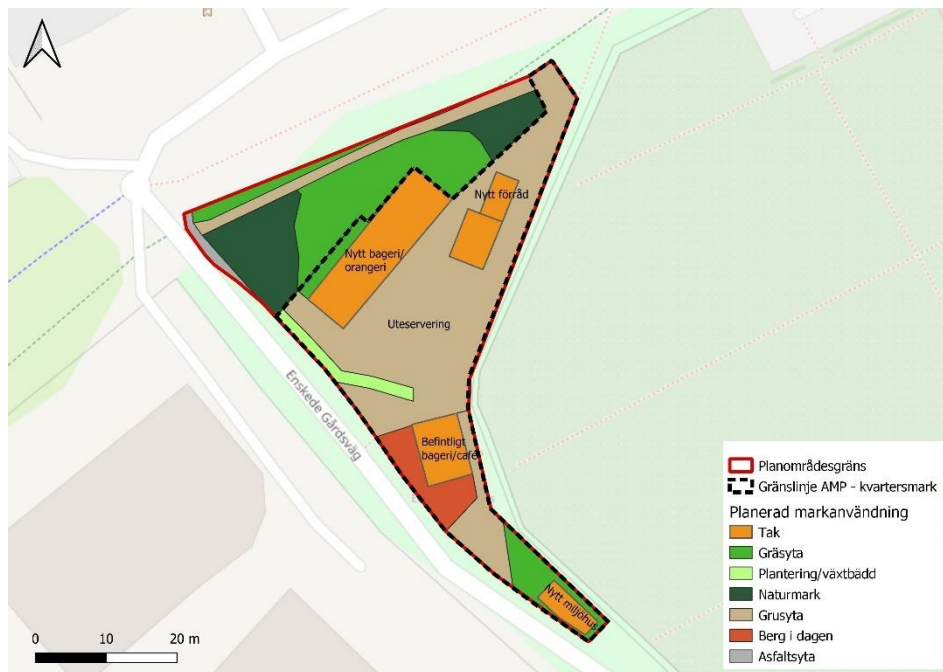 Nytt förråd
Nytt bageri/
orangeri
Uteservering
Enskede Gårdsväg
Befintligt
bageri/café
Nytt miljöhus
0 10 20 m
Planområdesgräns
Gränslinje AMP - kvartersmark
Planerad markanvändning
Tak
Gräsyta
Plantering/växtbädd
Naturmark
Grusyta
Berg i dagen
Asfaltsyta